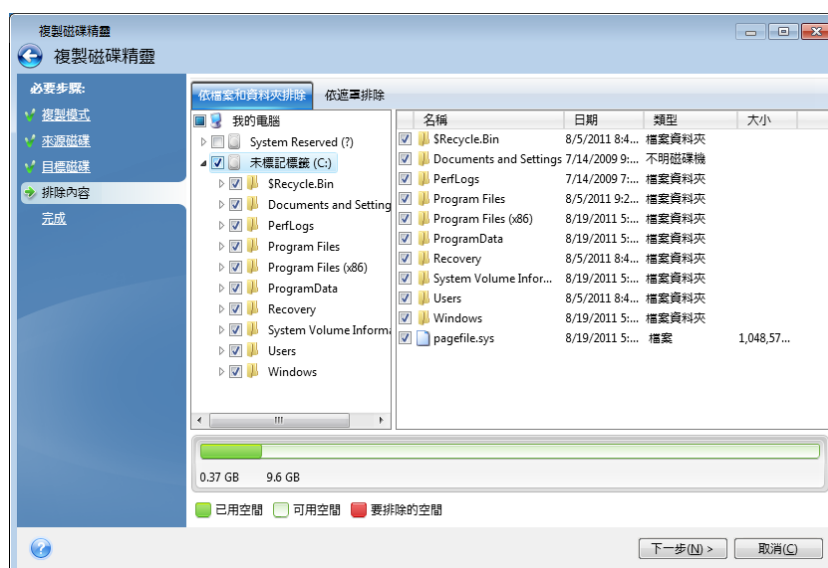 複製磁碟精靈
複製磁碟精靈
必要步驟:
複製模式
來源磁碟
目標磁碟
排除內容
完成
依檔案和資料夾排除 依遮罩排除
我的電腦
System Reserved (?)
未標記標籤 (C:)
$Recycle.Bin
Documents and Setting
PerfLogs
Program Files
Program Files (x86)
ProgramData
Recovery
System Volume Informa
Users
Windows
名稱 日期 類型 大小
$Recycle.Bin 8/5/2011 8:4... 檔案資料夾
Documents and Settings 7/14/2009 9:... 不明磁碟機
PerfLogs 7/14/2009 7:... 檔案資料夾
Program Files 8/5/2011 9:2... 檔案資料夾
Program Files (x86) 8/19/2011 5:... 檔案資料夾
ProgramData 8/19/2011 5:... 檔案資料夾
Recovery 8/5/2011 8:4... 檔案資料夾
System Volume Infor... 8/19/2011 5:... 檔案資料夾
Users 8/5/2011 8:4... 檔案資料夾
Windows 8/19/2011 5:... 檔案資料夾
pagefile.sys 8/19/2011 5:... 檔案 1,048,57...
0.37 GB 9.6 GB
已用空間 可用空間 要排除的空間
下一步(N) > 取消(C)